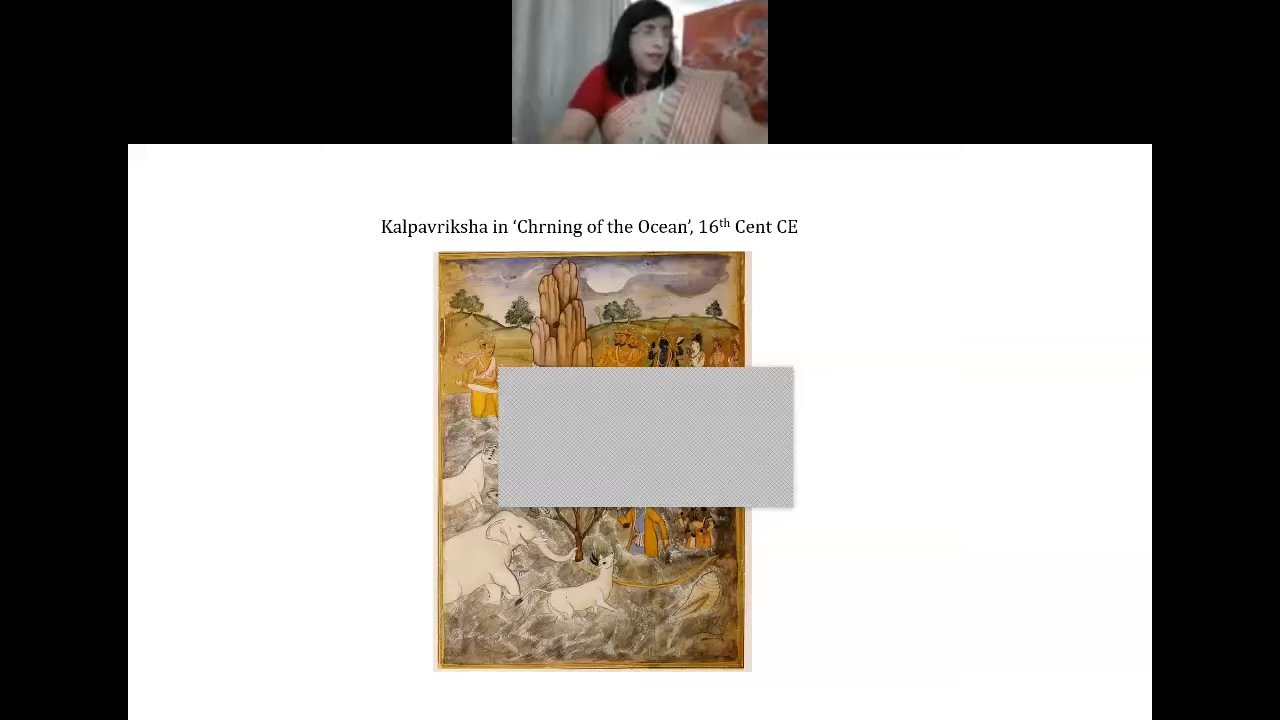 Kalpavriksha in ‘Chrning of the Ocean’, 16th Cent CE